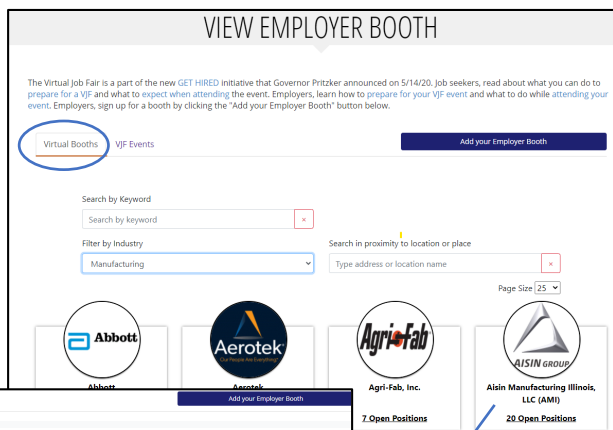 VIEW EMPLOYER BOOTH
The Virtual Job Fair is a part of the new GET HIRED initiative that Governor Pritzker announced on 5/14/20. Job seekers, read about what you can do to
prepare for a VJF and what to expect when attending the event. Employers, learn how to prepare for your VJF event and what to do while attending your
event. Employers, sign up for a booth by clicking the "Add your Employer Booth" button below.
Virtual Booths VJF Events Add your Employer Booth
Search by Keyword
Search by keyword ×
Filter by Industry Search in proximity to location or place
Manufacturing Type address or location name ×
Page Size 25
Abbott Aerotek Agri-Fab AISIN GROUP
Our People Are Everything
Abbott Aerotek Agri-Fab, Inc. Aisin Manufacturing Illinois,
LLC (AMI)
Add your Employer Booth
7 Open Positions 20 Open Positions